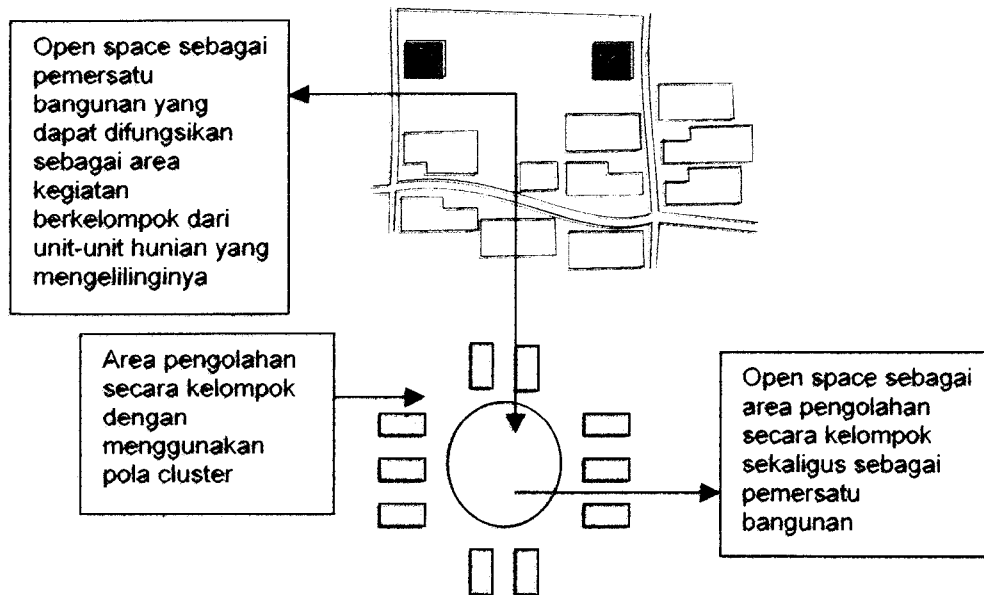 Open space sebagai
pemersatu
bangunan yang
dapat difungsikan
sebagai area
kegiatan
berkelompok dari
unit-unit hunian yang
mengelilinginya
Area pengolahan
secara kelompok
dengan
menggunakan
pola cluster
Open space sebagai
area pengolahan
secara kelompok
sekaligus sebagai
pemersatu
bangunan